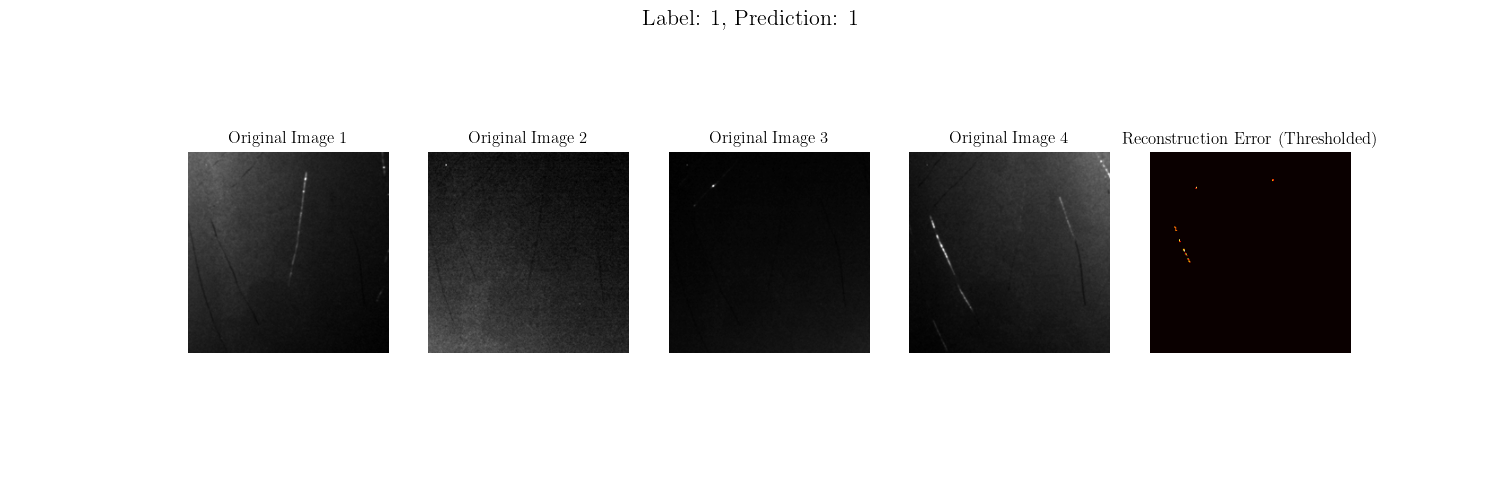 Label: 1, Prediction: 1
Original Image 1
Original Image 2
Original Image 3
Original Image 4
Reconstruction Error (Thresholded)